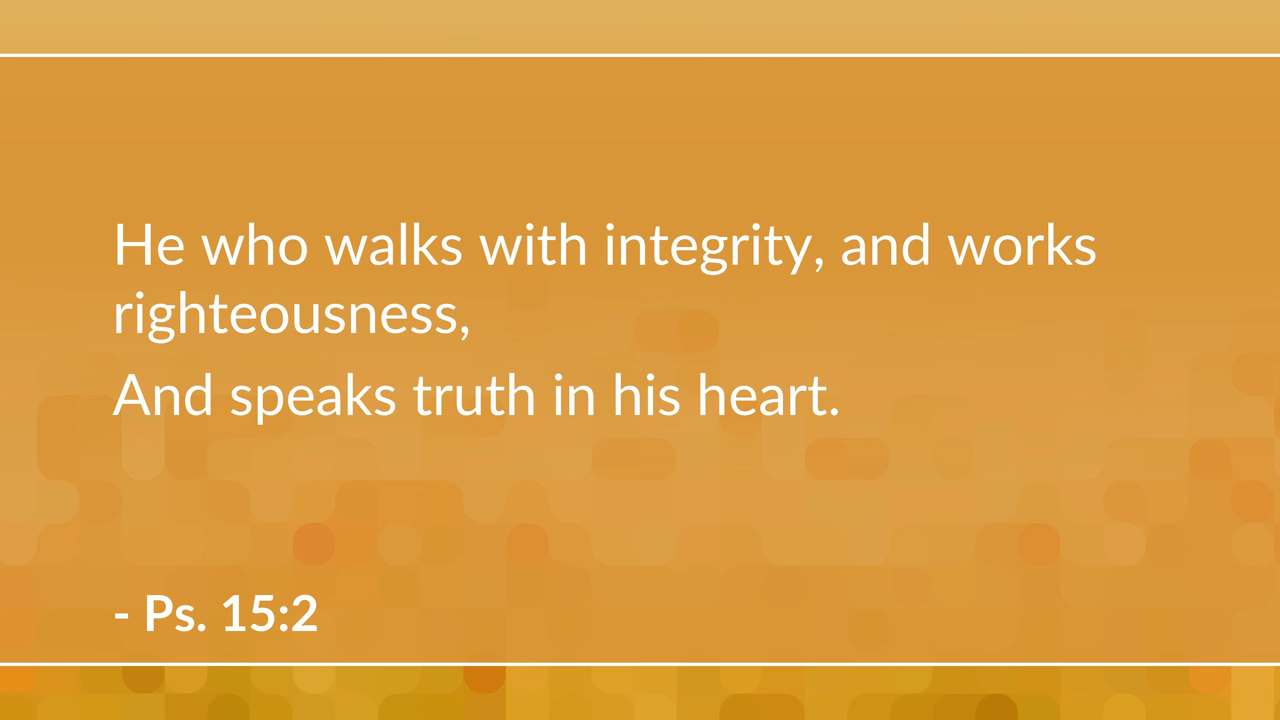 He who walks with integrity, and works
righteousness,
And speaks truth in his heart.
- Ps. 15:2